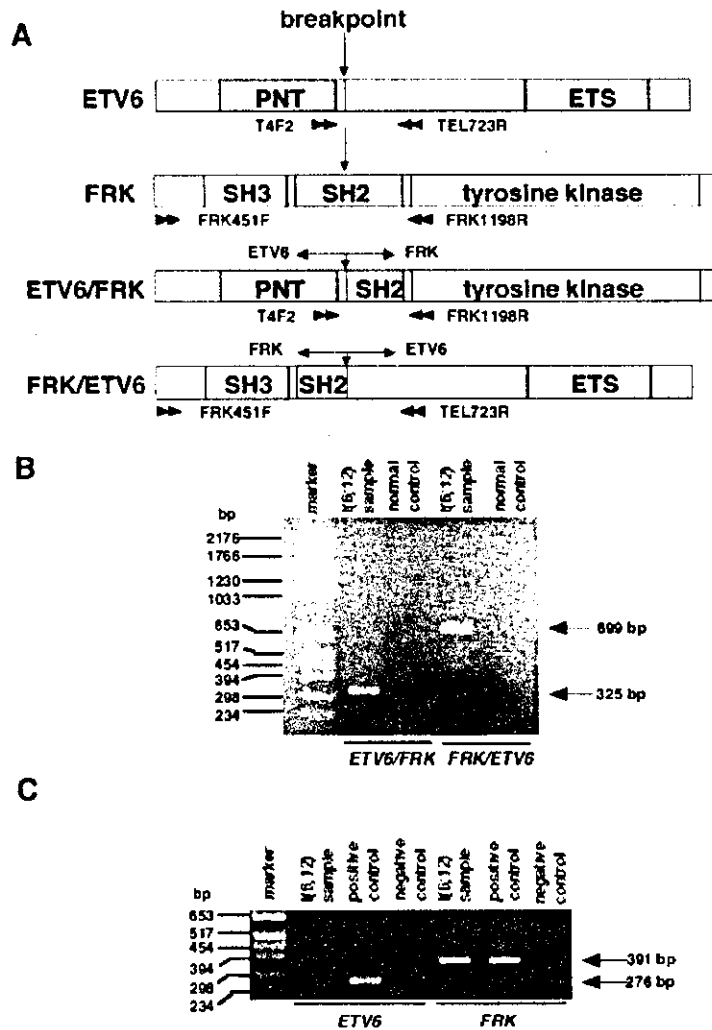 A
breakpoint
ETV6
PNT
ETS
T4F2
TEL723R
FRK
SH3
SH2
tyrosine kinase
FRK451F
FRK1198R
ETV6
FRK
ETV6/FRK
PNT
SH2
tyrosine kinase
T4F2
FRK1198R
FRK
ETV6
FRK/ETV6
SH3
SH2
ETS
FRK451F
TEL723R
B
bp
marker
t(6;12)
sample
normal
control
t(6;12)
sample
normal
control
2176
1766
1230
1033
653
517
454
394
298
234
699 bp
325 bp
ETV6/FRK
FRK/ETV6
C
bp
marker
t(6;12)
sample
positive
control
negative
control
t(6;12)
sample
positive
control
negative
control
653
517
454
394
298
234
391 bp
276 bp
ETV6
FRK